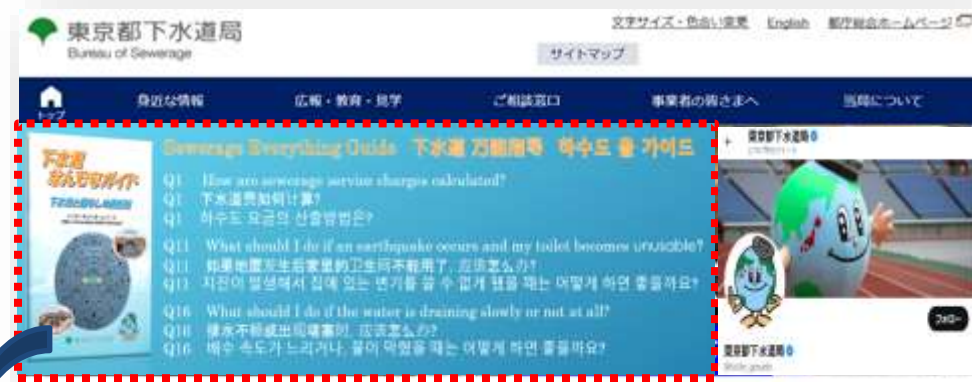 東京都下水道局
Bureau of Sewerage
文字サイズ・色合い変更 English 都庁総合ホームページ
サイトマップ
トップ
身近な情報
広報・教育・見学
ご相談窓口
事業者の皆さまへ
当局について
下水道
なんでもガイド
Sewerage Everything Guide 下水道 万能指导 하수도 올 가이드
Q1 How are sewerage service charges calculated?
Q1 下水道费如何计算?
Q1 하수도 요금의 산출방법은?
Q11 What should I do if an earthquake occurs and my toilet becomes unusable?
Q11 如果地震发生后家里的卫生间不能用了, 应该怎么办?
Q11 지진이 발생해서 집에 있는 변기를 쓸 수 없게 됐을 때는 어떻게 하면 좋을까요?
Q16 What should I do if the water is draining slowly or not at all?
Q16 排水不畅或出现堵塞时, 应该怎么办?
Q16 배수 속도가 느리거나, 물이 막혔을 때는 어떻게 하면 좋을까요?
東京都下水道局
フォロー
東京都下水道局